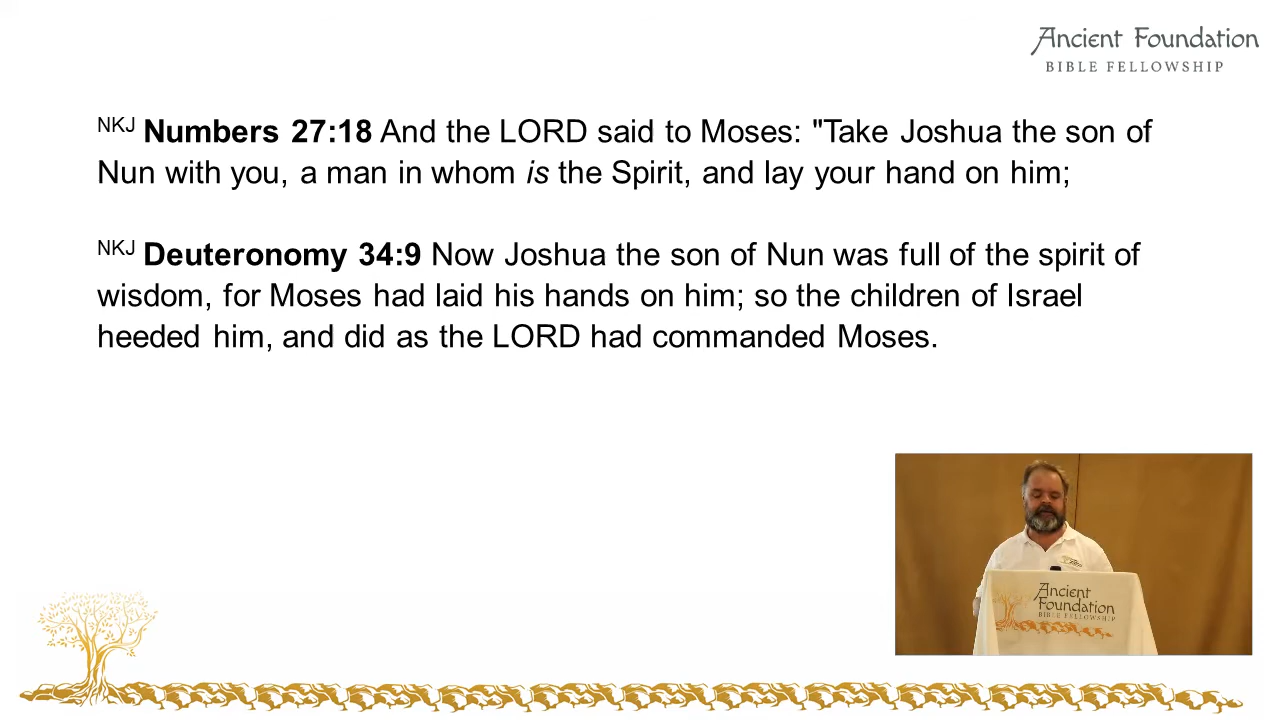 Ancient Foundation
BIBLE FELLOWSHIP
NKJ Numbers 27:18 And the LORD said to Moses: "Take Joshua the son of
Nun with you, a man in whom is the Spirit, and lay your hand on him;
NKJ Deuteronomy 34:9 Now Joshua the son of Nun was full of the spirit of
wisdom, for Moses had laid his hands on him; so the children of Israel
heeded him, and did as the LORD had commanded Moses.
Ancient
Foundation
BIBLE FELLOWSHIP